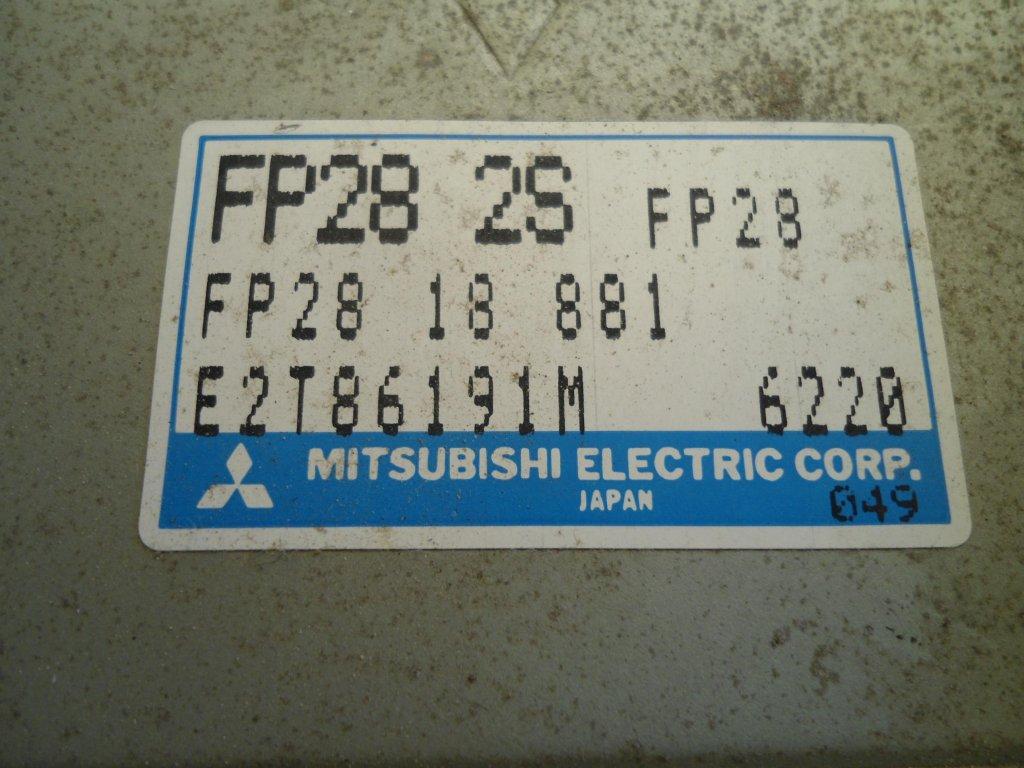 FP28 2S FP28
FP28 18 881
E2T86191M 6220
MITSUBISHI ELECTRIC CORP.
JAPAN 049